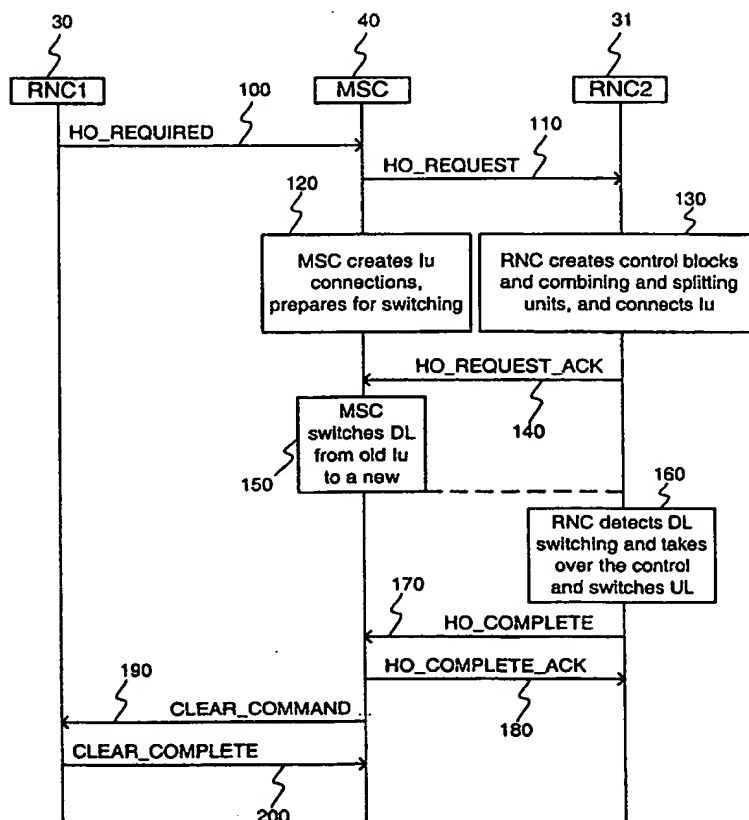 30
40
31
RNC1
MSC
RNC2
100
HO_REQUIRED
110
HO_REQUEST
120
130
MSC creates Iu
connections,
prepares for switching
RNC creates control blocks
and combining and splitting
units, and connects Iu
HO_REQUEST_ACK
140
MSC
switches DL
from old Iu
to a new
150
160
RNC detects DL
switching and takes
over the control
and switches UL
170
HO_COMPLETE
HO_COMPLETE_ACK
180
190
CLEAR_COMMAND
CLEAR_COMPLETE
200